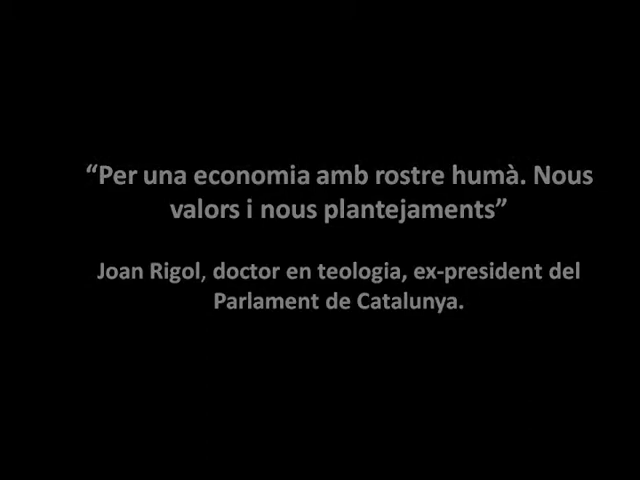 “Per una economia amb rostre humà. Nous
valors i nous plantejaments”
Joan Rigol, doctor en teologia, ex-president del
Parlament de Catalunya.